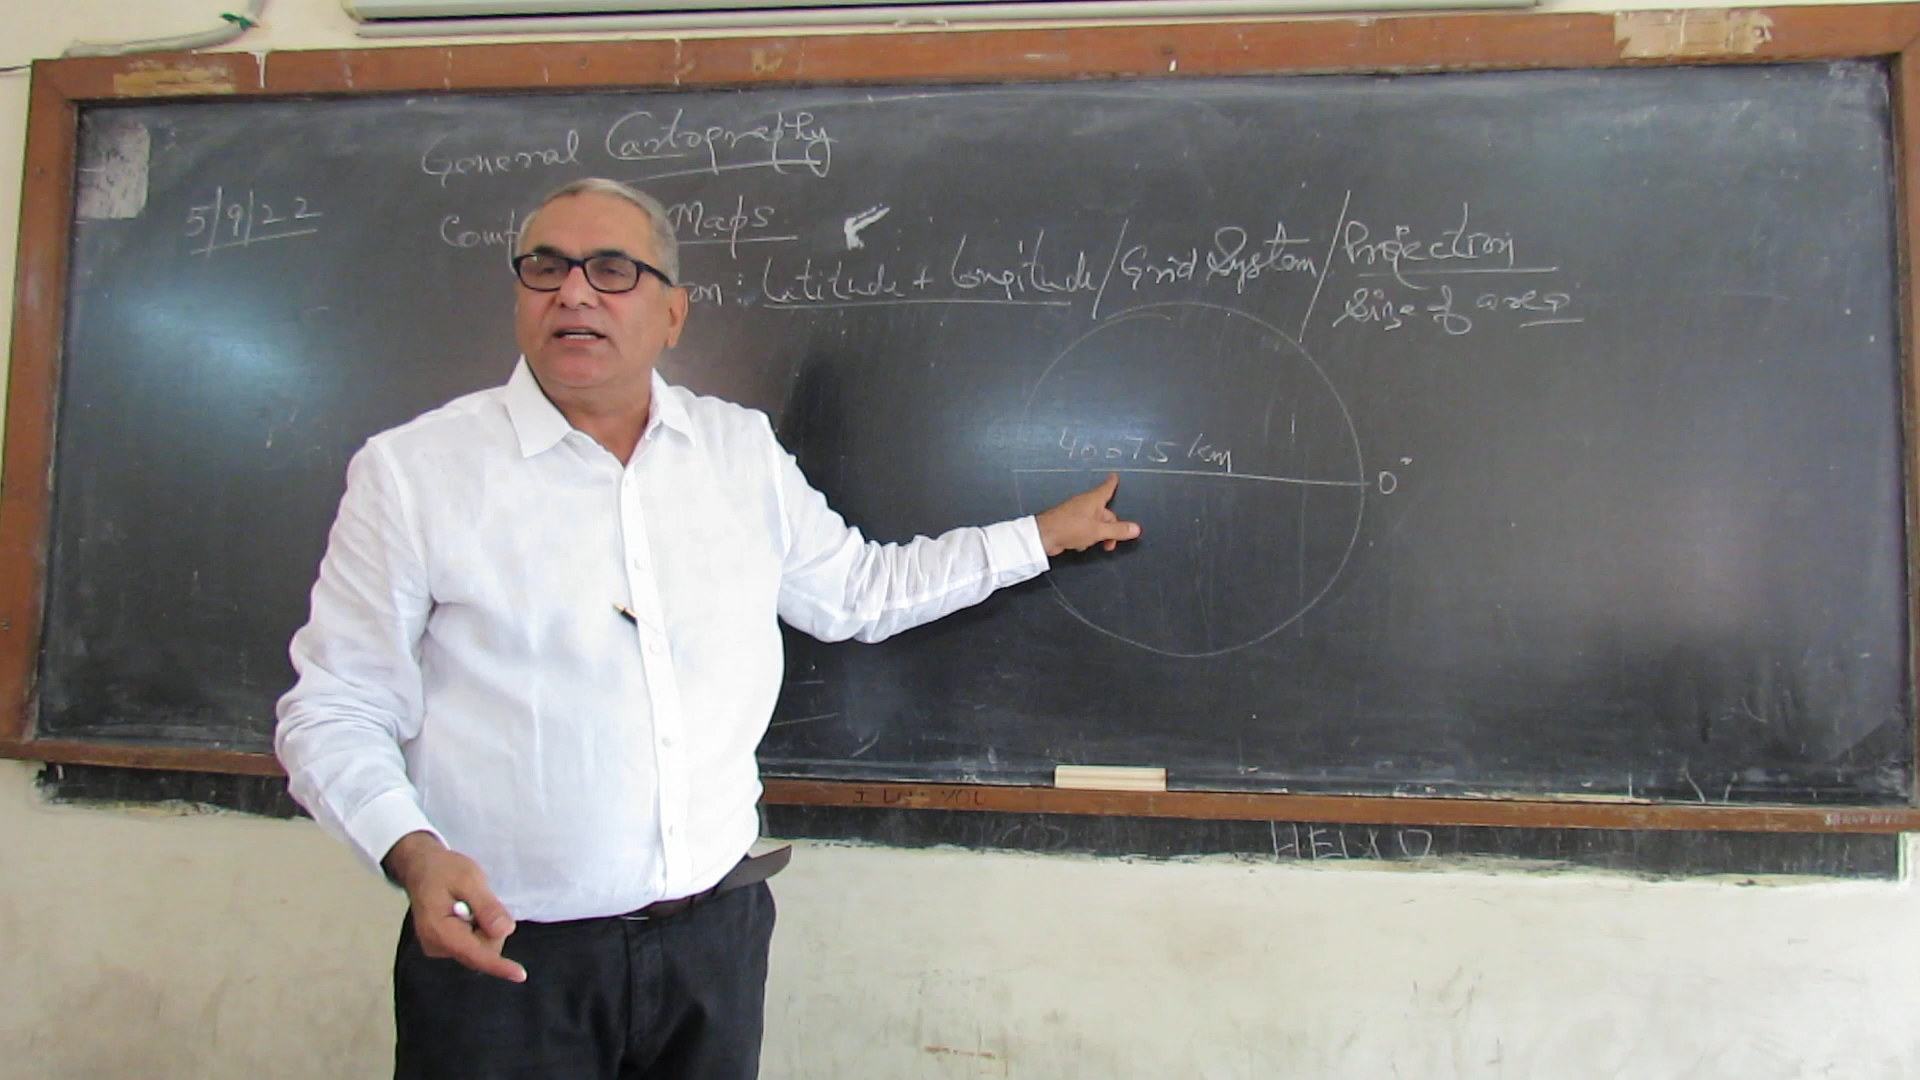 General Cartography
5/9/22
Maps
: Latitude + Longitude / Grid System / Projection
Size of area
40075 km
0°
HELLO